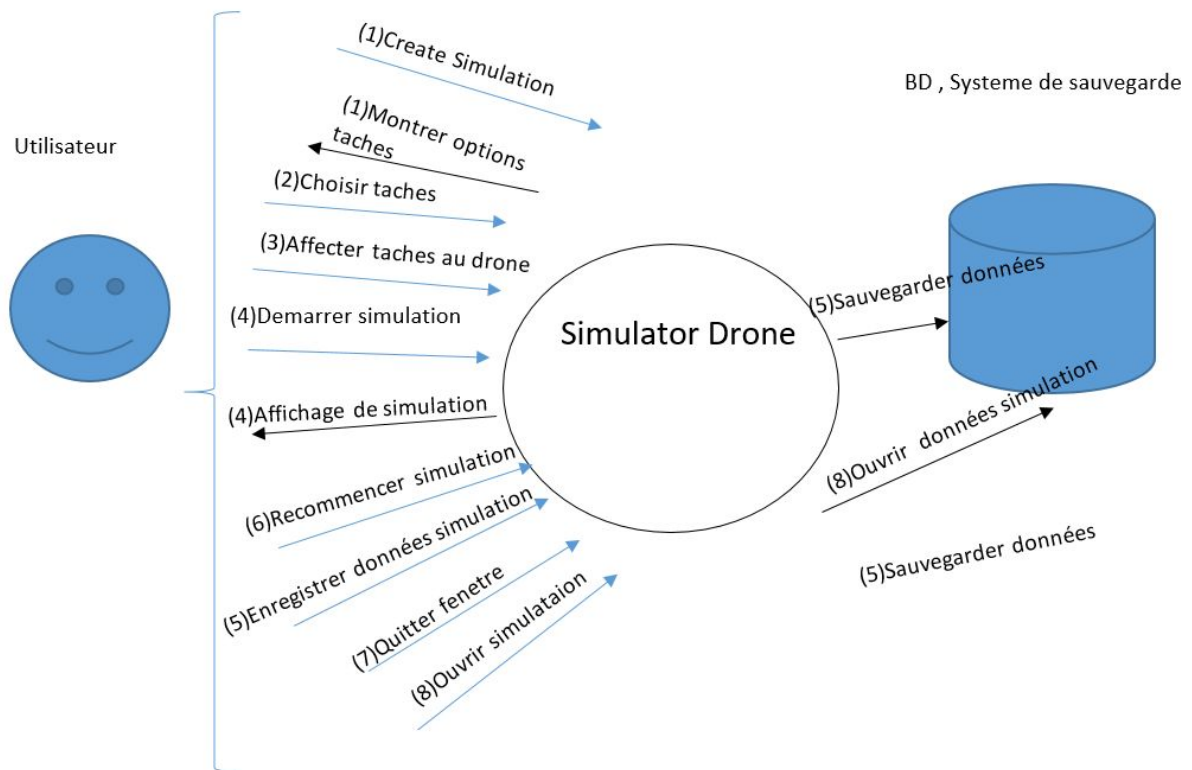 (1)Create Simulation
BD , Systeme de sauvegarde
Utilisateur
(1)Montrer options
taches
(2)Choisir taches
(3)Affecter taches au drone
(4)Demarrer simulation
Simulator Drone
(5)Sauvegarder données
(4)Affichage de simulation
(6)Recommencer simulation
(5)Enregistrer données simulation
(7)Quitter fenetre
(8)Ouvrir simulataion
(8)Ouvrir données simulation
(5)Sauvegarder données